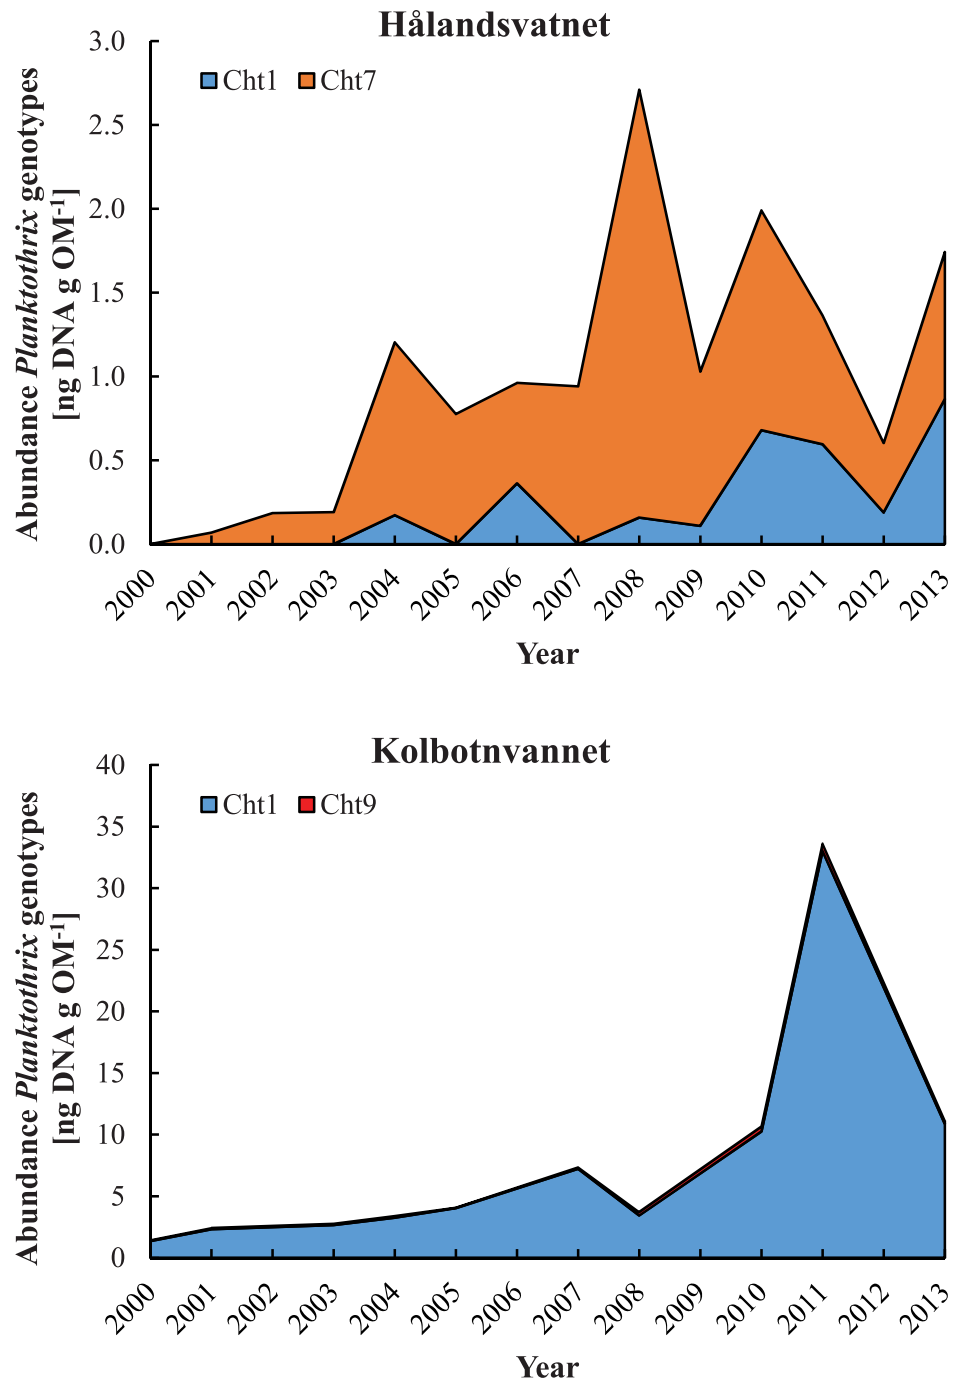 Hålandsvatnet
Abundance Planktothrix genotypes
[ng DNA g OM-1]
3.0
2.5
2.0
1.5
1.0
0.5
0.0
Cht1 Cht7
2000 2001 2002 2003 2004 2005 2006 2007 2008 2009 2010 2011 2012 2013
Year
Kolbotnvannet
Abundance Planktothrix genotypes
[ng DNA g OM-1]
40
35
30
25
20
15
10
5
0
Cht1 Cht9
2000 2001 2002 2003 2004 2005 2006 2007 2008 2009 2010 2011 2012 2013
Year